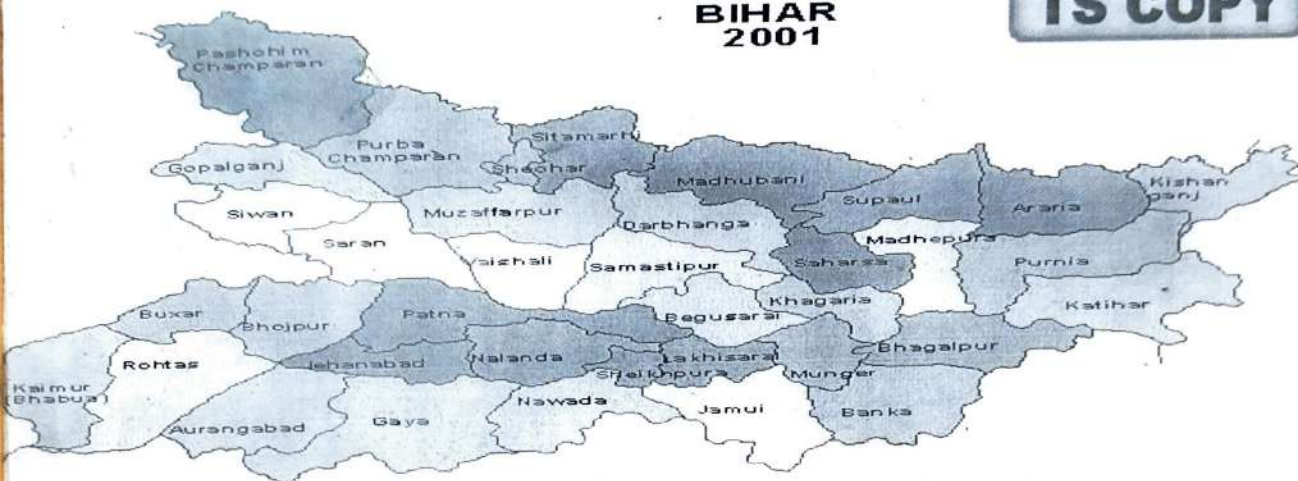 BIHAR
2001
TS COPY
Pashohim
Champaran
Sitamarhi
Purba
Champaran
Gopalganj
Sheohar
Madhubani
Kishan
ganj
Supaul
Araria
Siwan
Muzaffarpur
Darbhanga
Madhepura
Saran
Vaishali
Samastipur
Saharsa
Purnia
Khagaria
Katihar
Buxar
Bhojpur
Patna
Begusarai
Bhagalpur
Rohtas
Jehanabad
Nalanda
Lakhisarai
Sheikhpura
Munger
Kaimur
(Bhabua)
Nawada
Jamui
Banka
Aurangabad
Gaya